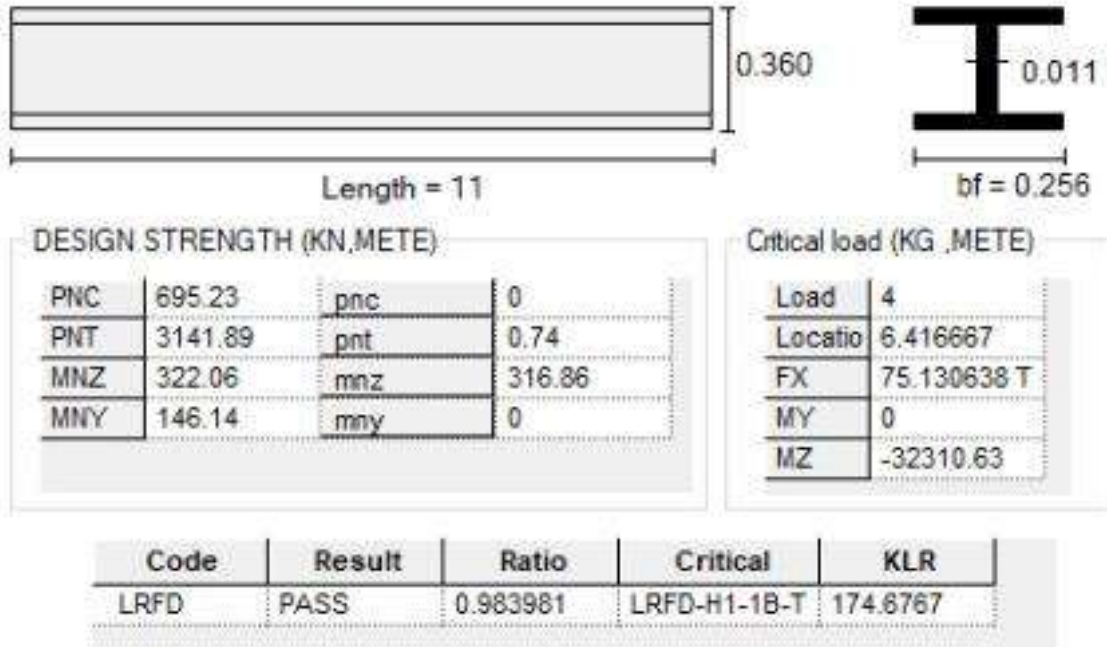 0.360
0.011
Length = 11
bf = 0.256
DESIGN STRENGTH (KN,METE)
Critical load (KG ,METE)
PNC 695.23 pnc 0
PNT 3141.89 pnt 0.74
MNZ 322.06 mnz 316.86
MNY 146.14 mny 0
Load 4
Locatio 6.416667
FX 75.130638 T
MY 0
MZ -32310.63
Code Result Ratio Critical KLR
LRFD PASS 0.983981 LRFD-H1-1B-T 174.6767